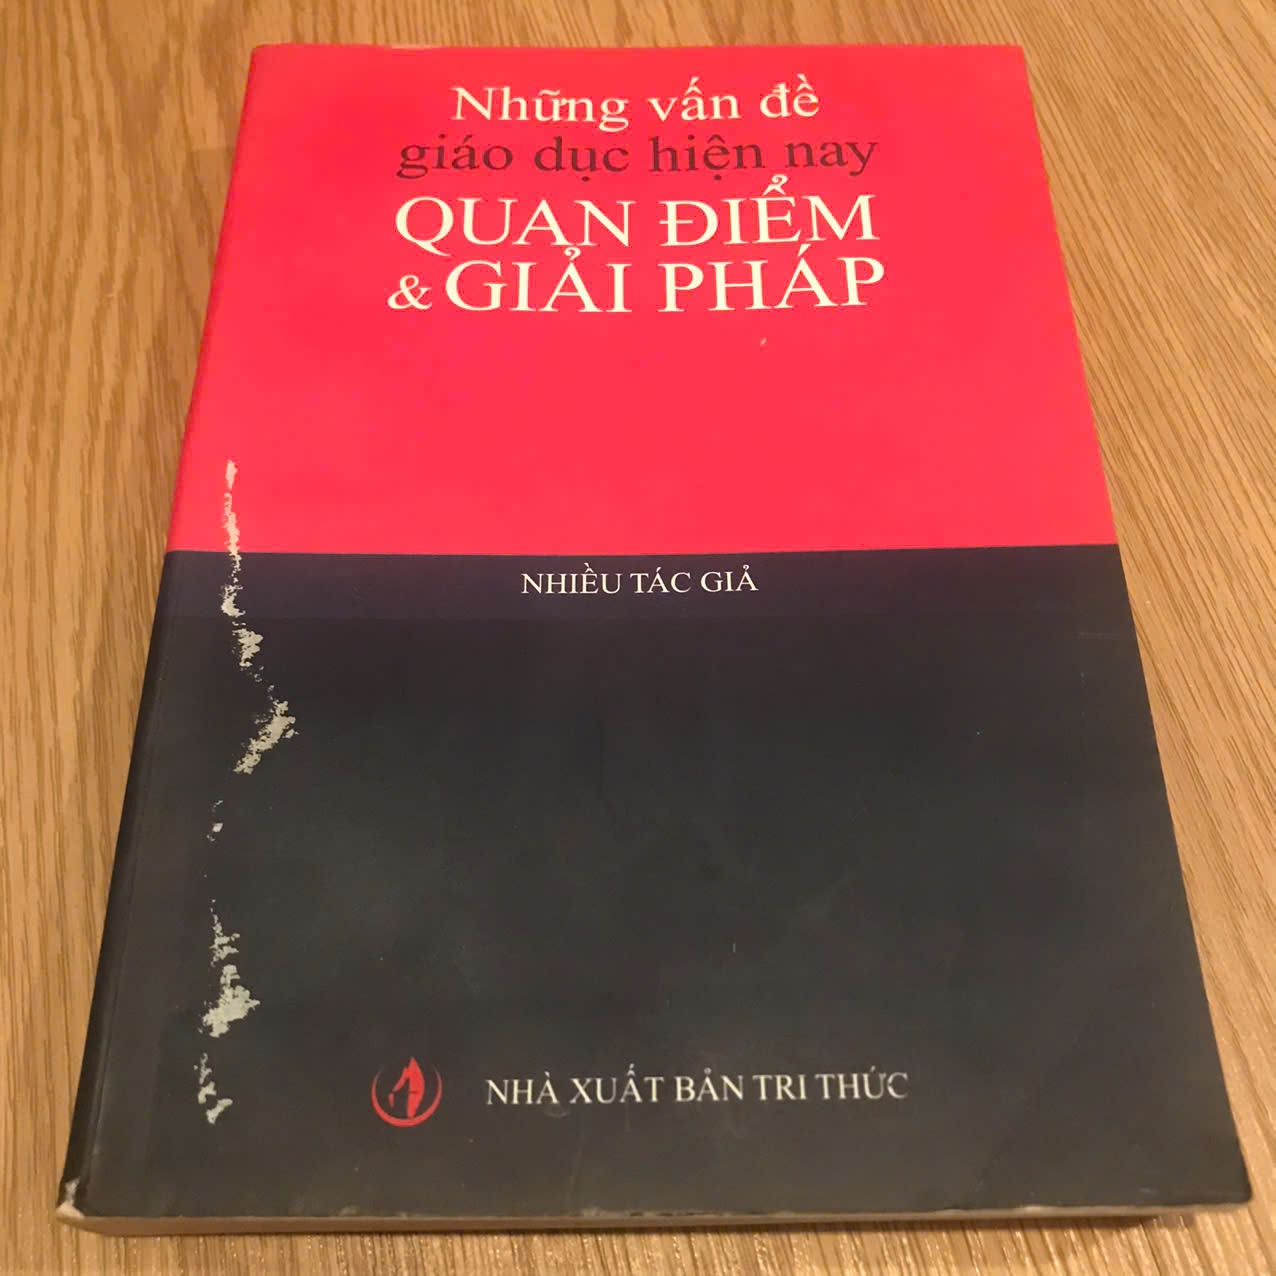 Những vấn đề
giáo dục hiện nay
QUAN ĐIỂM
& GIẢI PHÁP
NHIỀU TÁC GIẢ
NHÀ XUẤT BẢN TRI THỨC